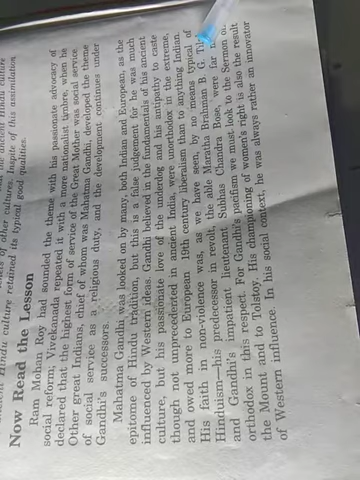 ancient Hindu culture
of other cultures. Inspite of this assimilation
Hindu culture retained its typical good qualities.
Now Read the Lesson
Ram Mohan Roy had sounded the theme with his passionate advocacy of
social reform; Vivekananda repeated it with a more nationalist timbre, when he
declared that the highest form of service of the Great Mother was social service.
Other great Indians, chief of whom was Mahatma Gandhi, developed the theme
of social service as a religious duty, and the development continues under
Gandhi's successors.
Mahatma Gandhi was looked on by many, both Indian and European, as the
epitome of Hindu tradition, but this is a false judgement for he was much
influenced by Western ideas. Gandhi believed in the fundamentals of his ancient
culture, but his passionate love of the underdog and his antipathy to caste
though not unprecedented in ancient India, were unorthodox in the extreme,
and owed more to European 19th century liberalism than to anything Indian.
His faith in non-violence was, as we have seen, by no means typical of
Hinduism—his predecessor in revolt, the able Maratha Brahman B. G.
and Gandhi's impatient lieutenant Subhas Chandra Bose, were far
orthodox in this respect. For Gandhi's pacifism we must look to the Sermon on
the Mount and to Tolstoy. His championing of women's right is also the result
of Western influence. In his social context, he was always rather an innovator